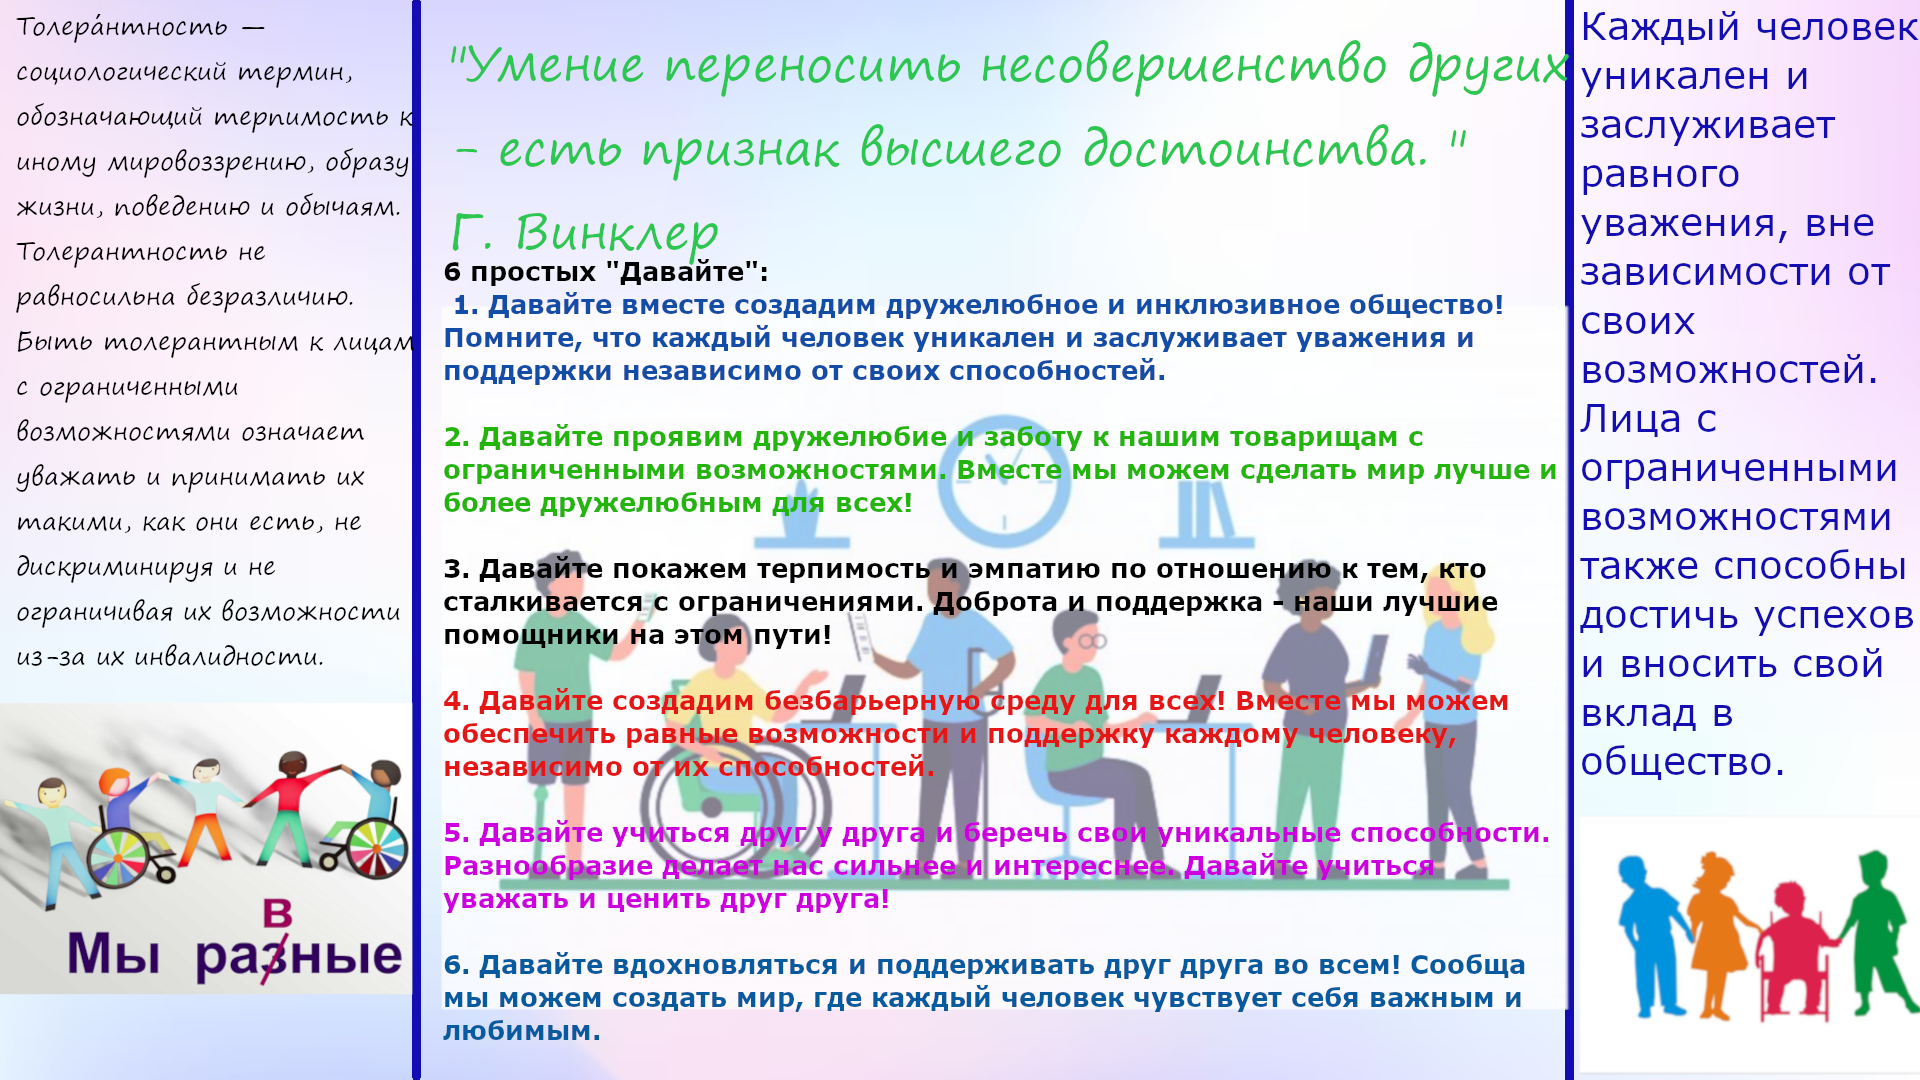 Толера́нтность —
социологический термин,
обозначающий терпимость к
иному мировоззрению, образу
жизни, поведению и обычаям.
Толерантность не
равносильна безразличию.
Быть толерантным к лицам
с ограниченными
возможностями означает
уважать и принимать их
такими, как они есть, не
дискриминируя и не
ограничивая их возможности
из-за их инвалидности.
в
Мы разные
"Умение переносить несовершенство других
- есть признак высшего достоинства. "
Г. Винклер
6 простых "Давайте":
1. Давайте вместе создадим дружелюбное и инклюзивное общество!
Помните, что каждый человек уникален и заслуживает уважения и
поддержки независимо от своих способностей.
2. Давайте проявим дружелюбие и заботу к нашим товарищам с
ограниченными возможностями. Вместе мы можем сделать мир лучше и
более дружелюбным для всех!
3. Давайте покажем терпимость и эмпатию по отношению к тем, кто
сталкивается с ограничениями. Доброта и поддержка - наши лучшие
помощники на этом пути!
4. Давайте создадим безбарьерную среду для всех! Вместе мы можем
обеспечить равные возможности и поддержку каждому человеку,
независимо от их способностей.
5. Давайте учиться друг у друга и беречь свои уникальные способности.
Разнообразие делает нас сильнее и интереснее. Давайте учиться
уважать и ценить друг друга!
6. Давайте вдохновляться и поддерживать друг друга во всем! Сообща
мы можем создать мир, где каждый человек чувствует себя важным и
любимым.
Каждый человек
уникален и
заслуживает
равного
уважения, вне
зависимости от
своих
возможностей.
Лица с
ограниченными
возможностями
также способны
достичь успехов
и вносить свой
вклад в
общество.